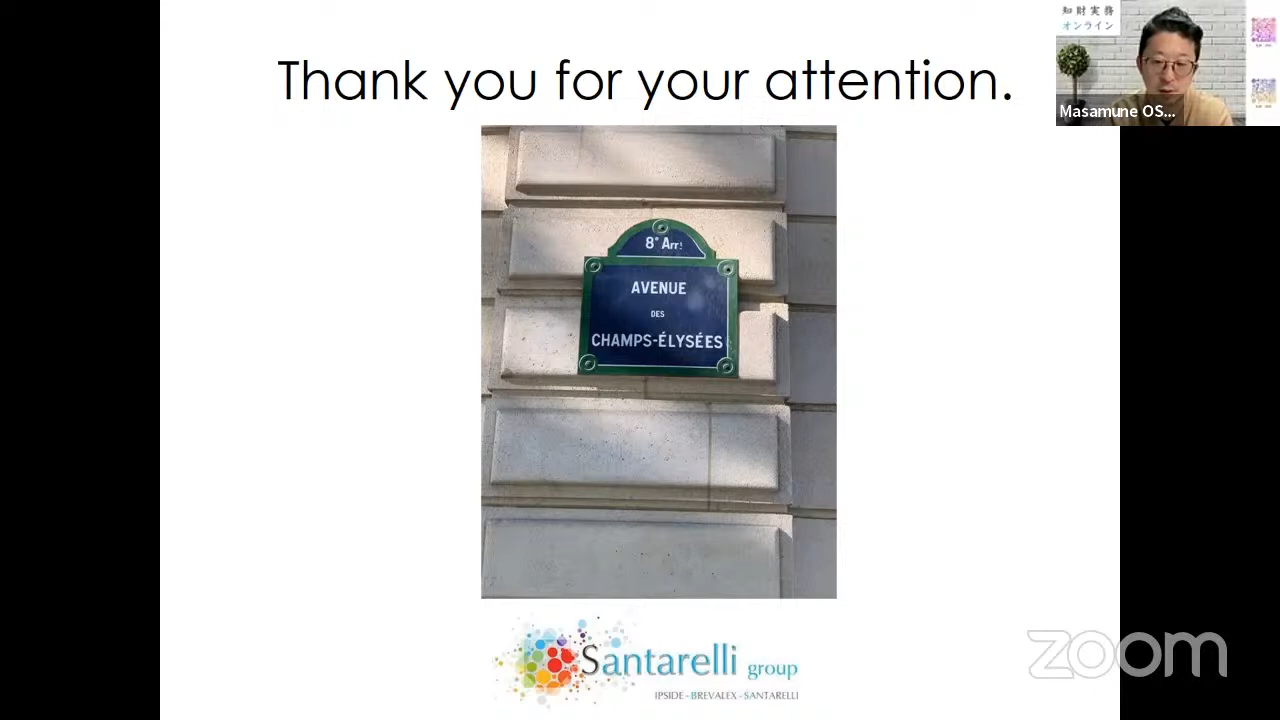 Thank you for your attention.
知財実務
オンライン
Masamune OS...
8e Arrt
AVENUE
DES
CHAMPS-ÉLYSÉES
Santarelli group
IPSIDE - BREVALEX - SANTARELLI
zoom